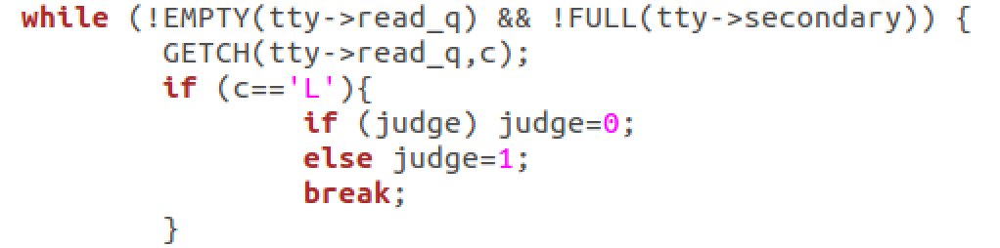 while (!EMPTY(tty->read_q) && !FULL(tty->secondary)) {
GETCH(tty->read_q,c);
if (c=='L'){
if (judge) judge=0;
else judge=1;
break;
}